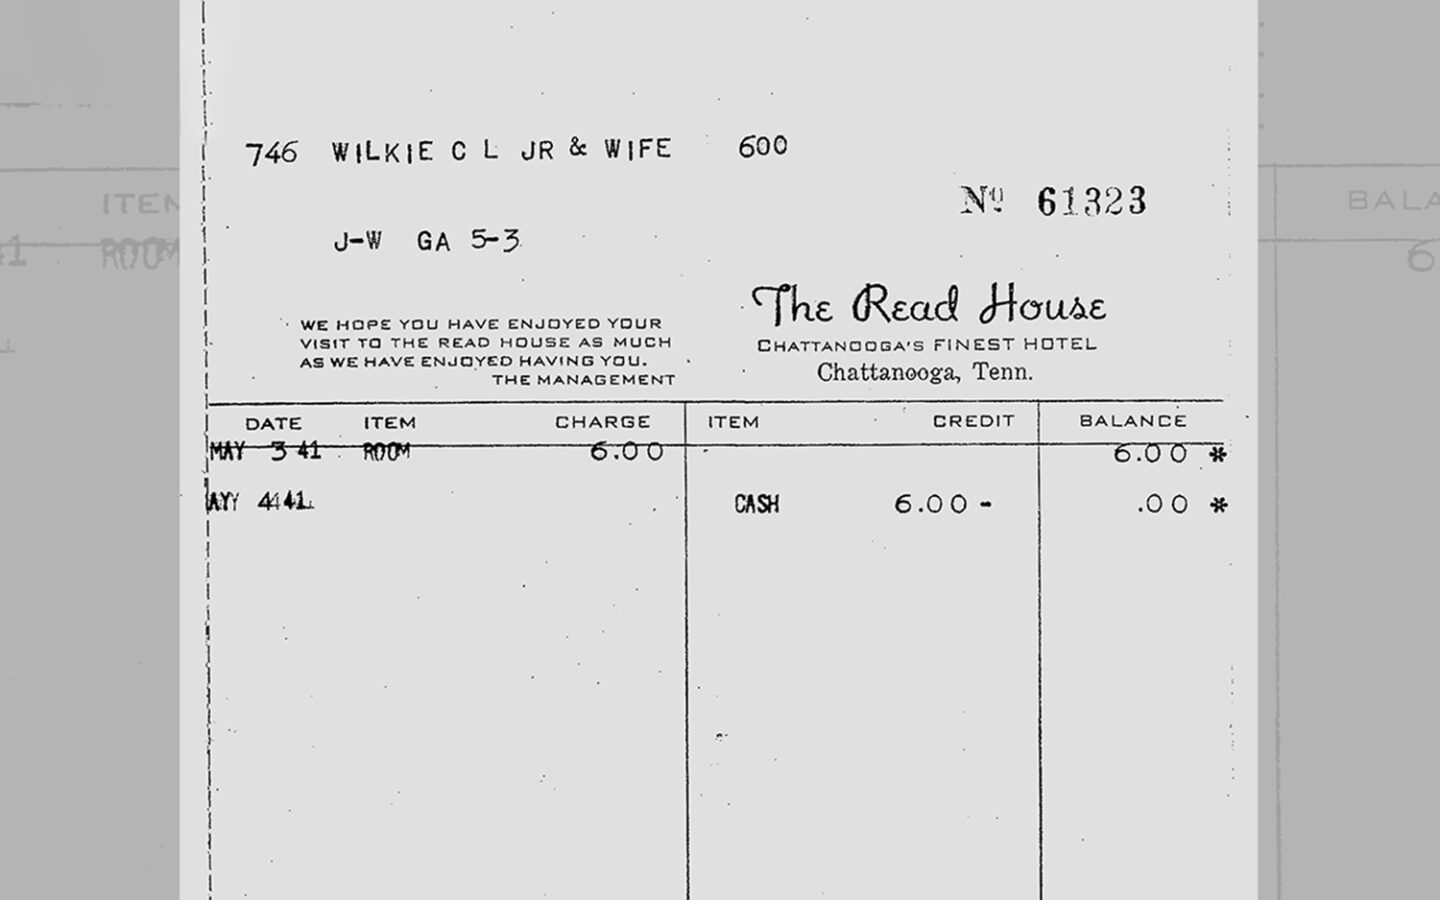 746 WILKIE C L JR & WIFE 600
Nº 61323
J-W GA 5-3
The Read House
CHATTANOOGA'S FINEST HOTEL
Chattanooga, Tenn.
WE HOPE YOU HAVE ENJOYED YOUR
VISIT TO THE READ HOUSE AS MUCH
AS WE HAVE ENJOYED HAVING YOU.
THE MANAGEMENT
DATE ITEM CHARGE ITEM CREDIT BALANCE
MAY 3 41 ROOM 6.00 6.00 *
CASH 6.00 - .00 *